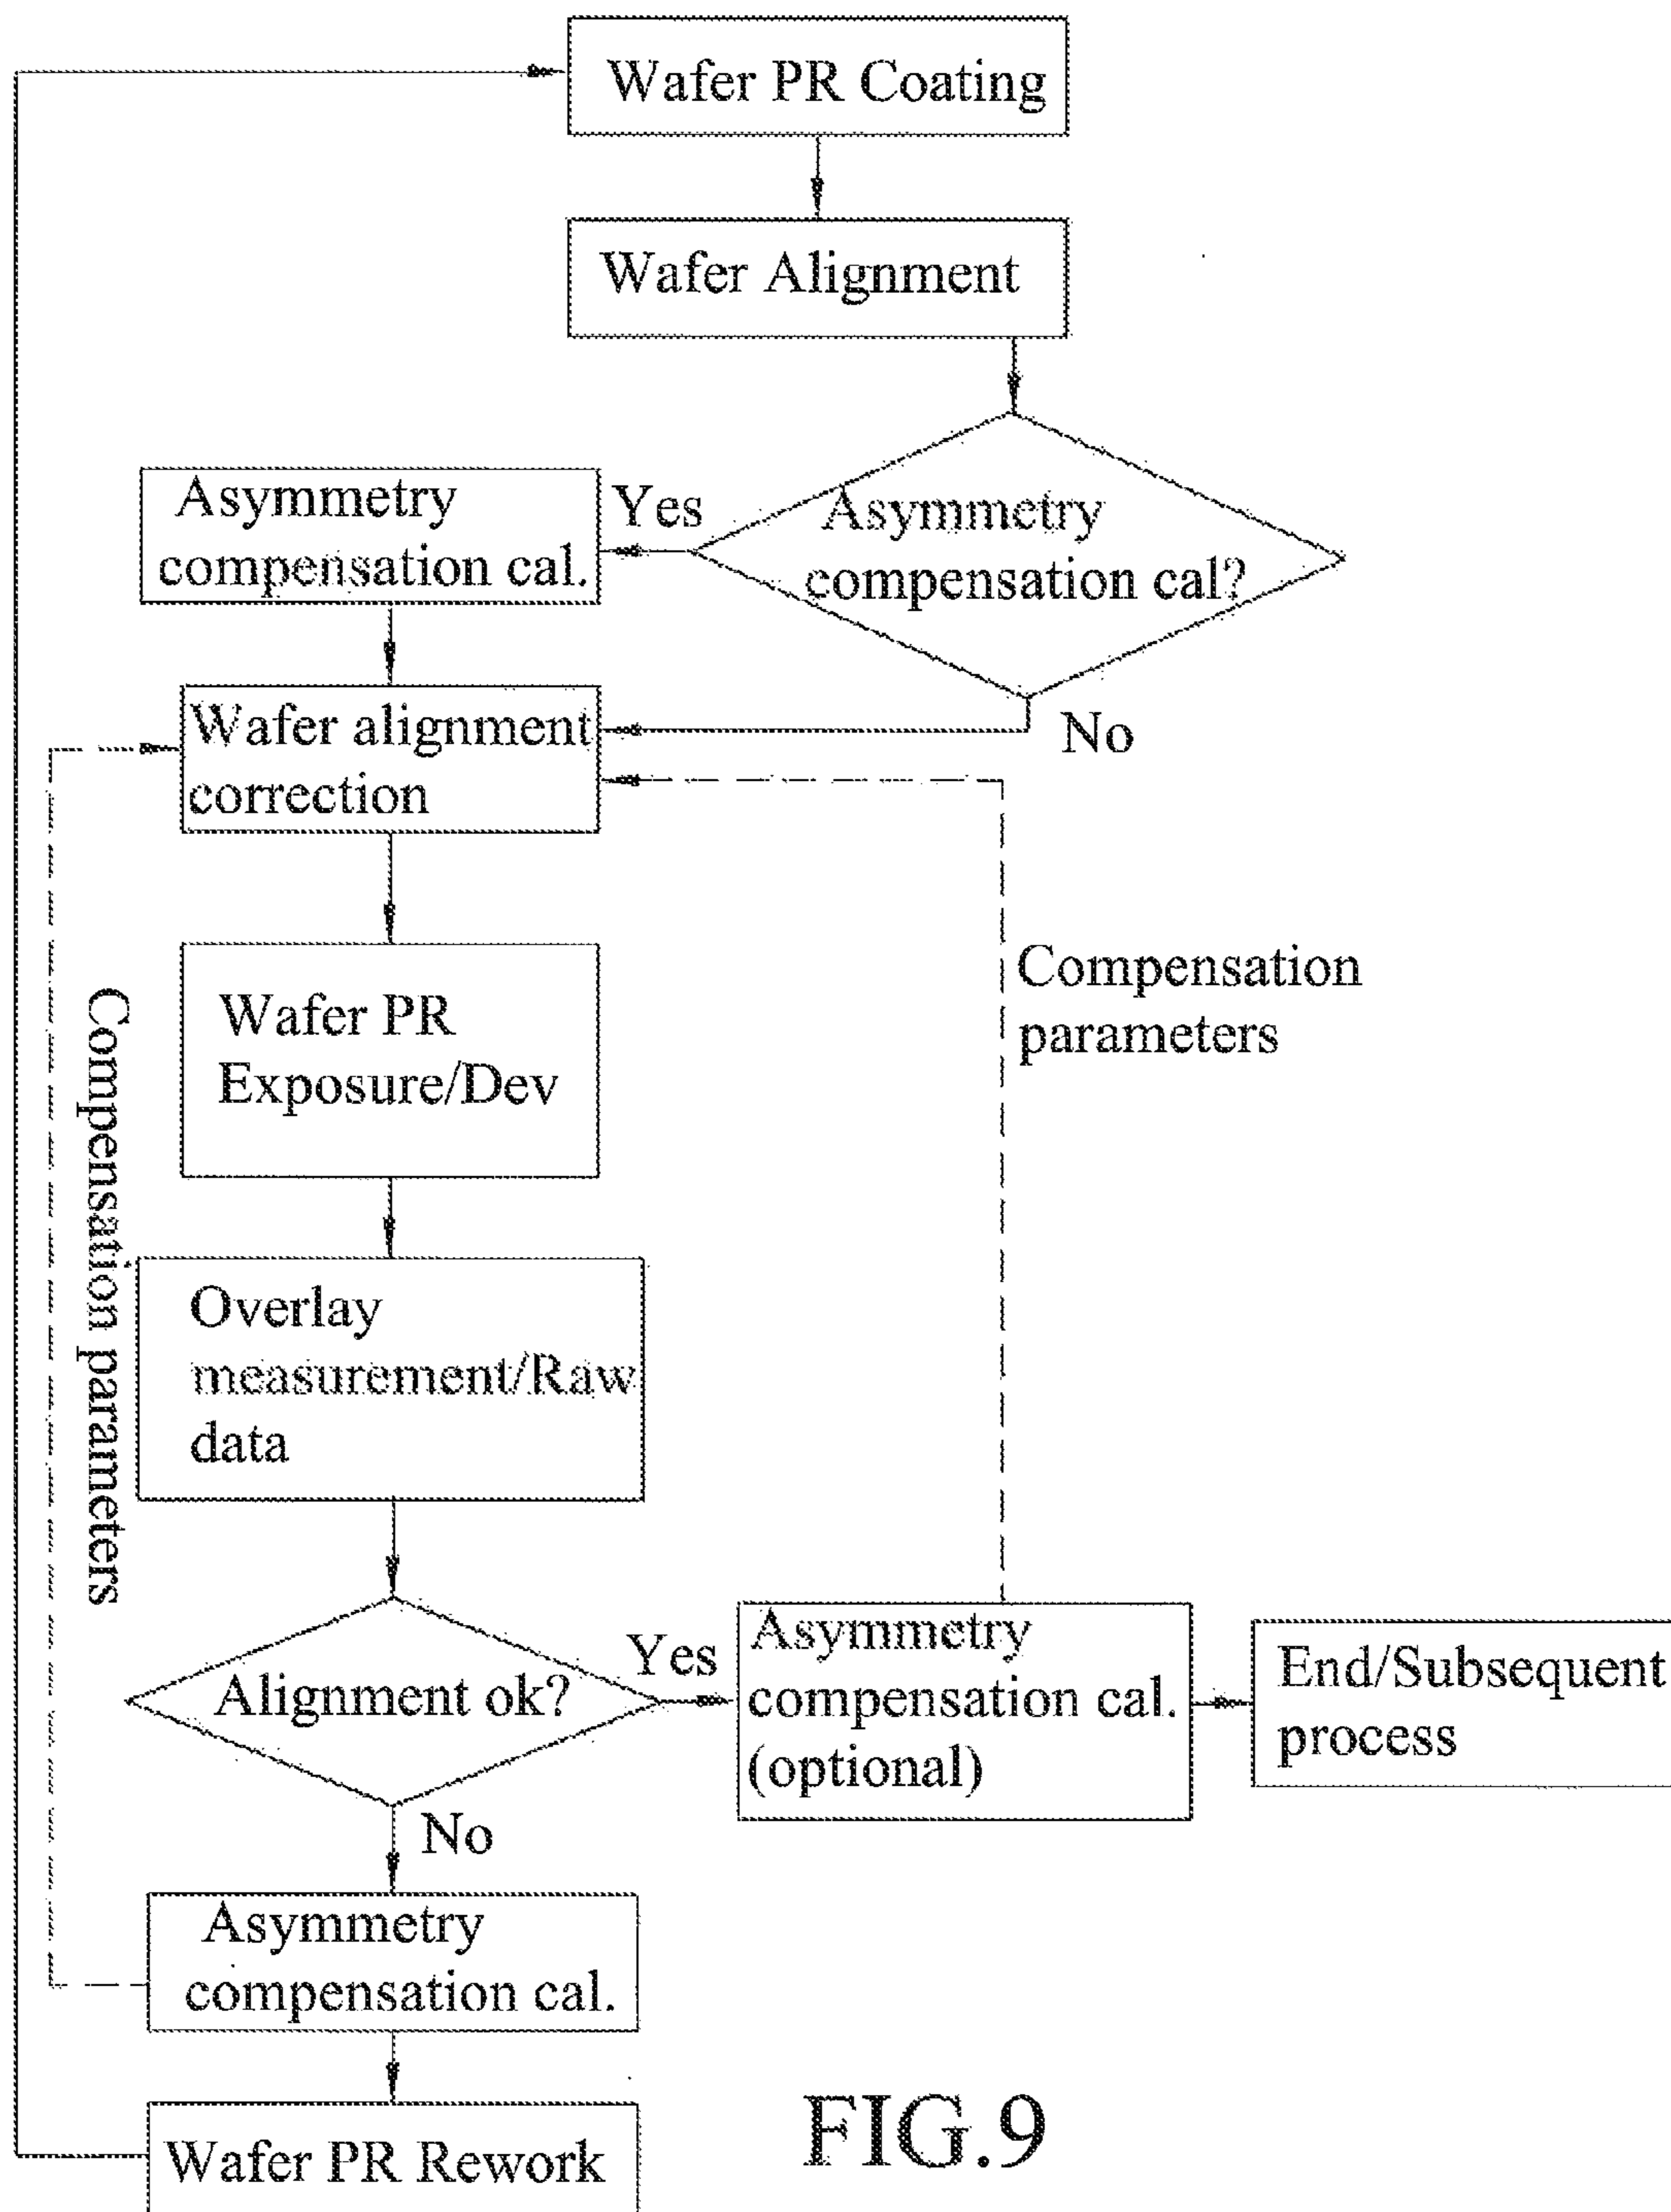 Wafer PR Coating
Wafer Alignment
Asymmetry
compensation cal?
Yes
Asymmetry
compensation cal.
No
Wafer alignment
correction
Compensation
parameters
Compensation parameters
Wafer PR
Exposure/Dev
Overlay
measurement/Raw
data
Alignment ok?
Yes
Asymmetry
compensation cal.
(optional)
End/Subsequent
process
No
Asymmetry
compensation cal.
Wafer PR Rework
FIG.9